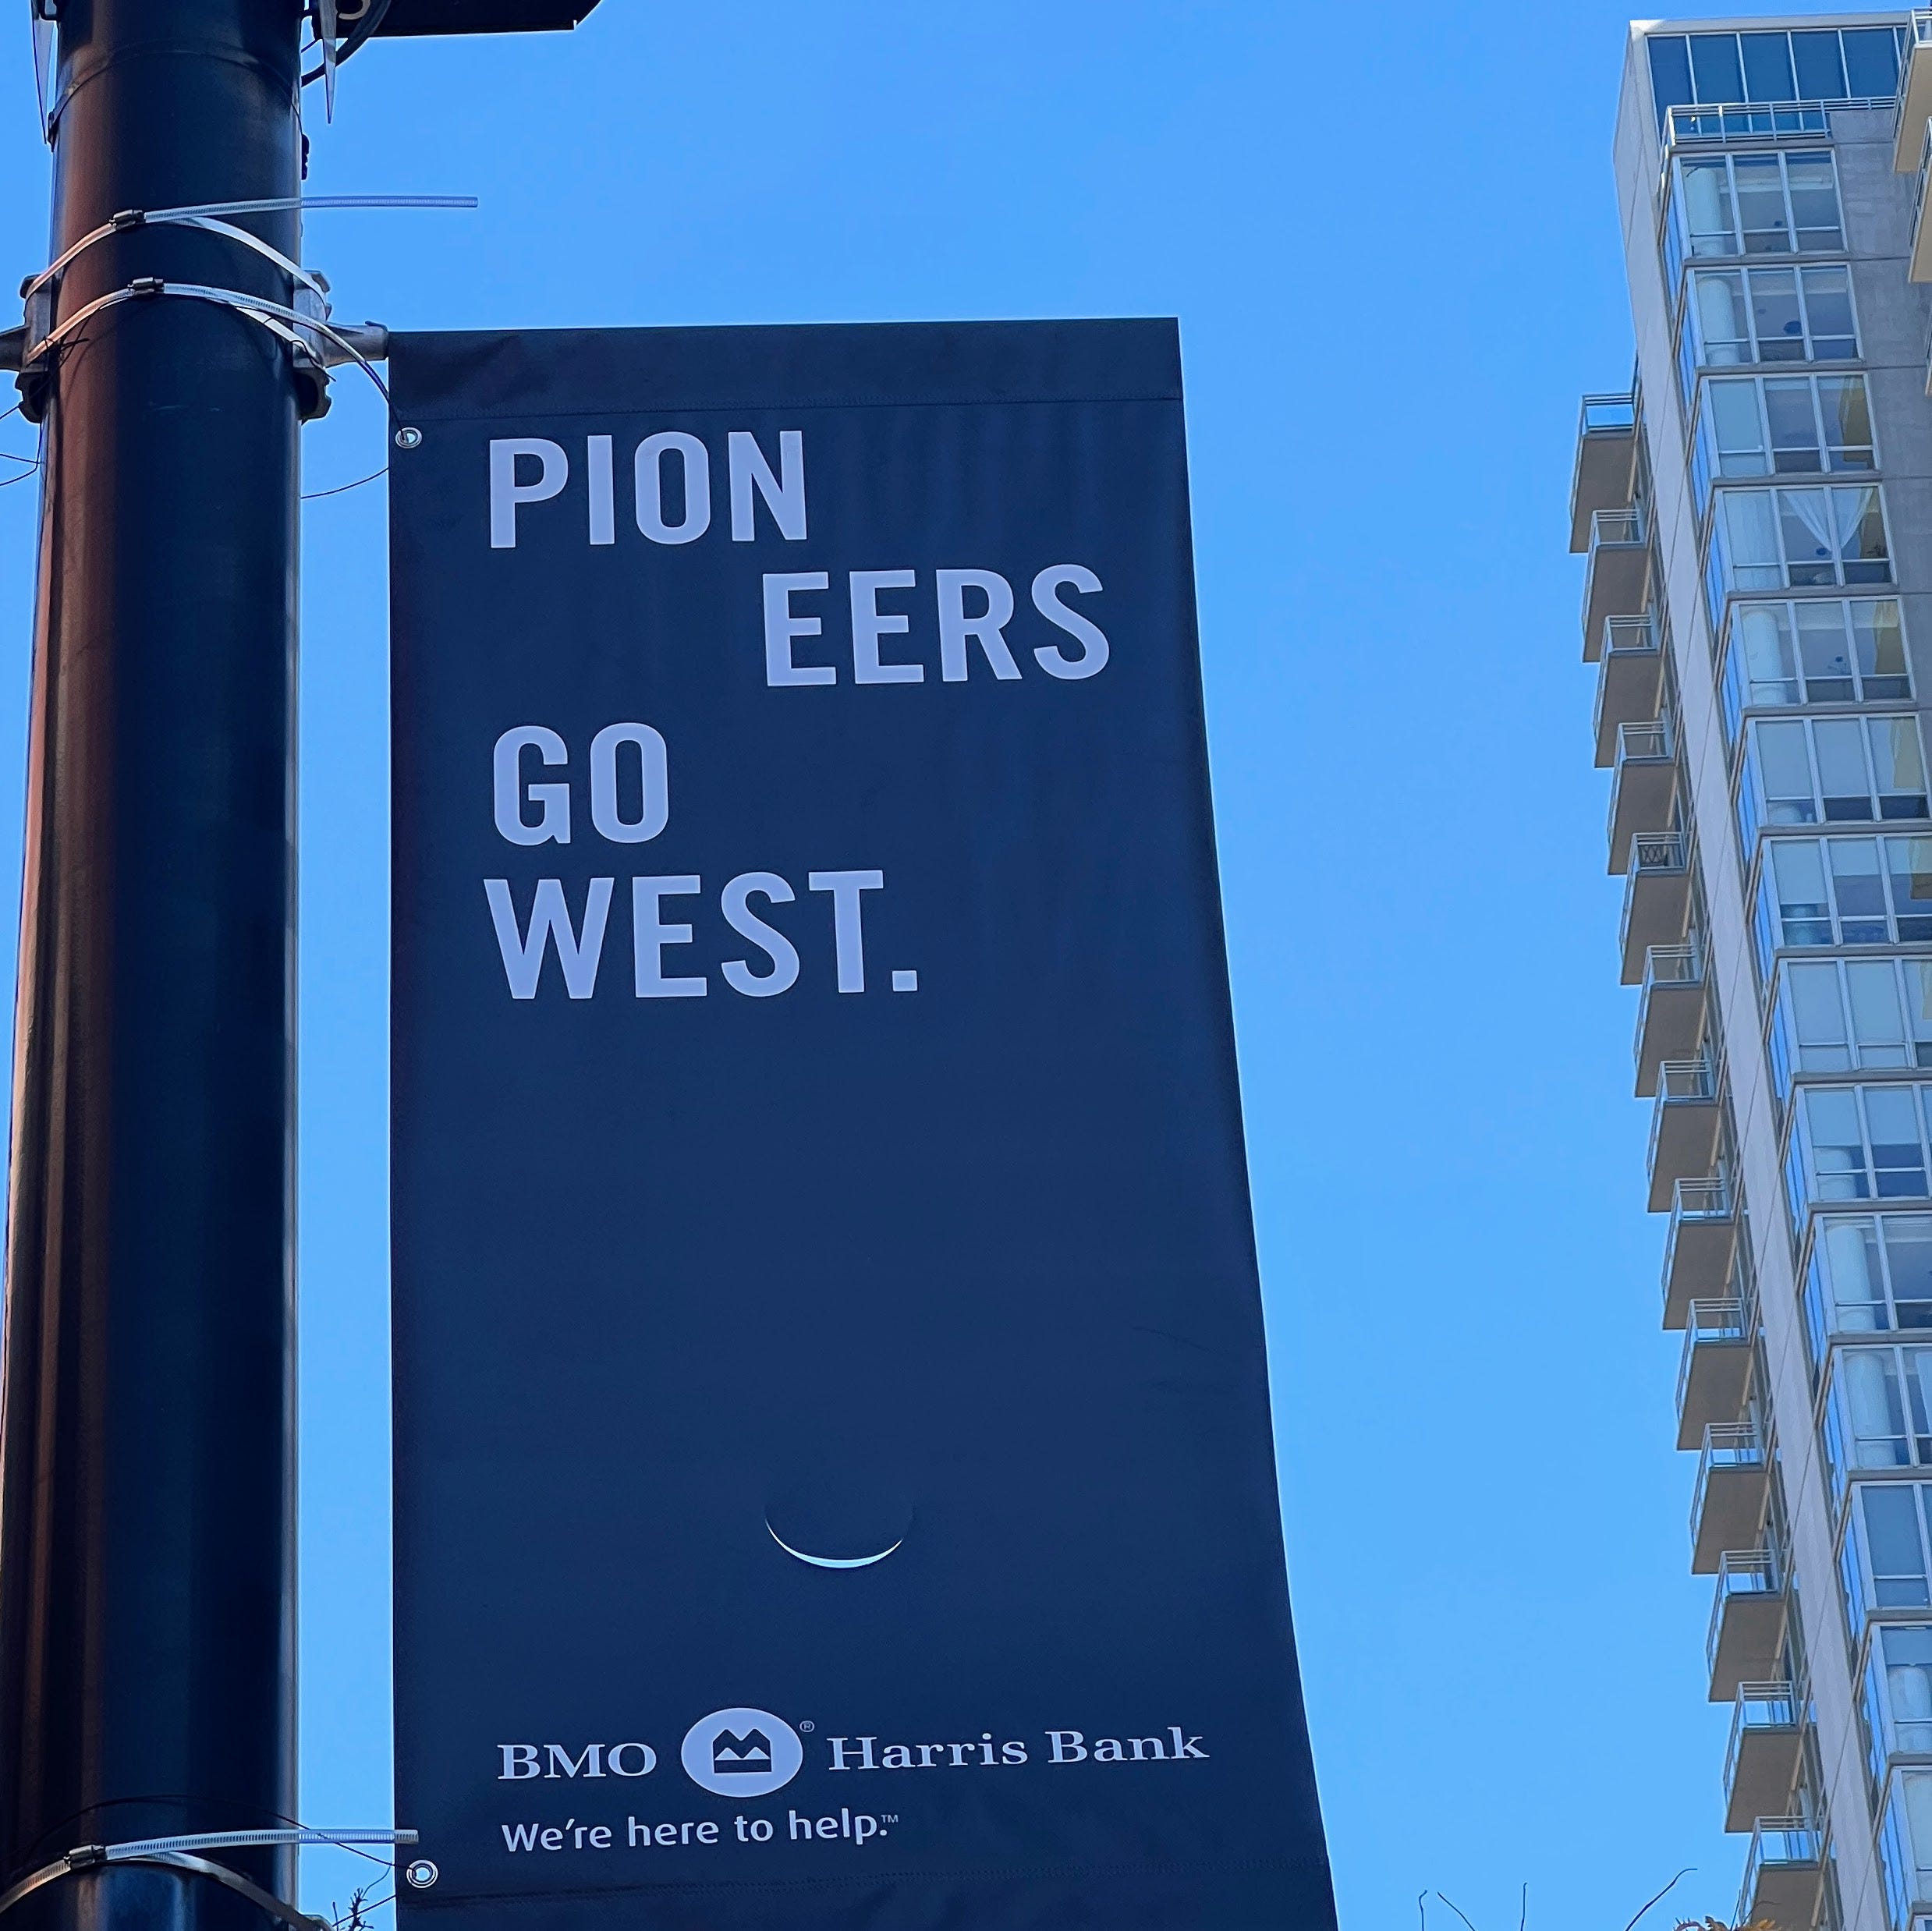 PION
EERS
GO
WEST.
BMO ® Harris Bank
We're here to help.™